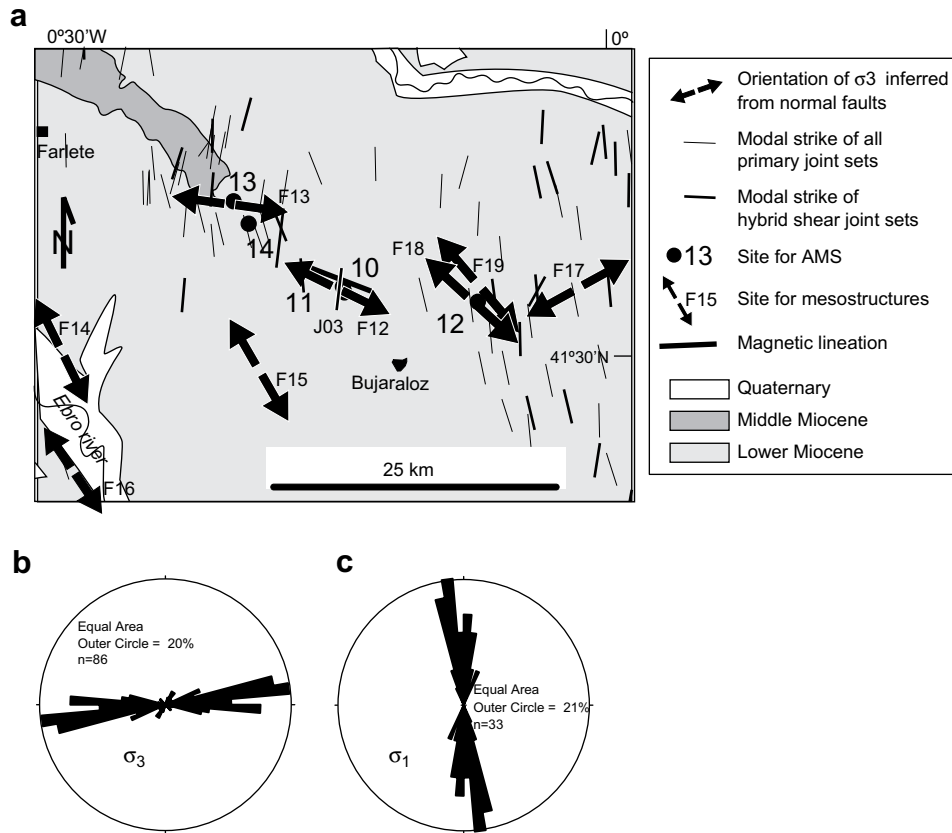 a
0°30'W
0°
Farlete
N
13
F13
14
10
11
J03
F12
F18
F19
F17
12
F14
F15
Bujaraloz
41º30'N
Ebro river
F16
25 km
Orientation of σ3 inferred
from normal faults
Modal strike of all
primary joint sets
Modal strike of
hybrid shear joint sets
13 Site for AMS
F15 Site for mesostructures
Magnetic lineation
Quaternary
Middle Miocene
Lower Miocene
b
Equal Area
Outer Circle = 20%
n=86
σ3
c
Equal Area
Outer Circle = 21%
n=33
σ1